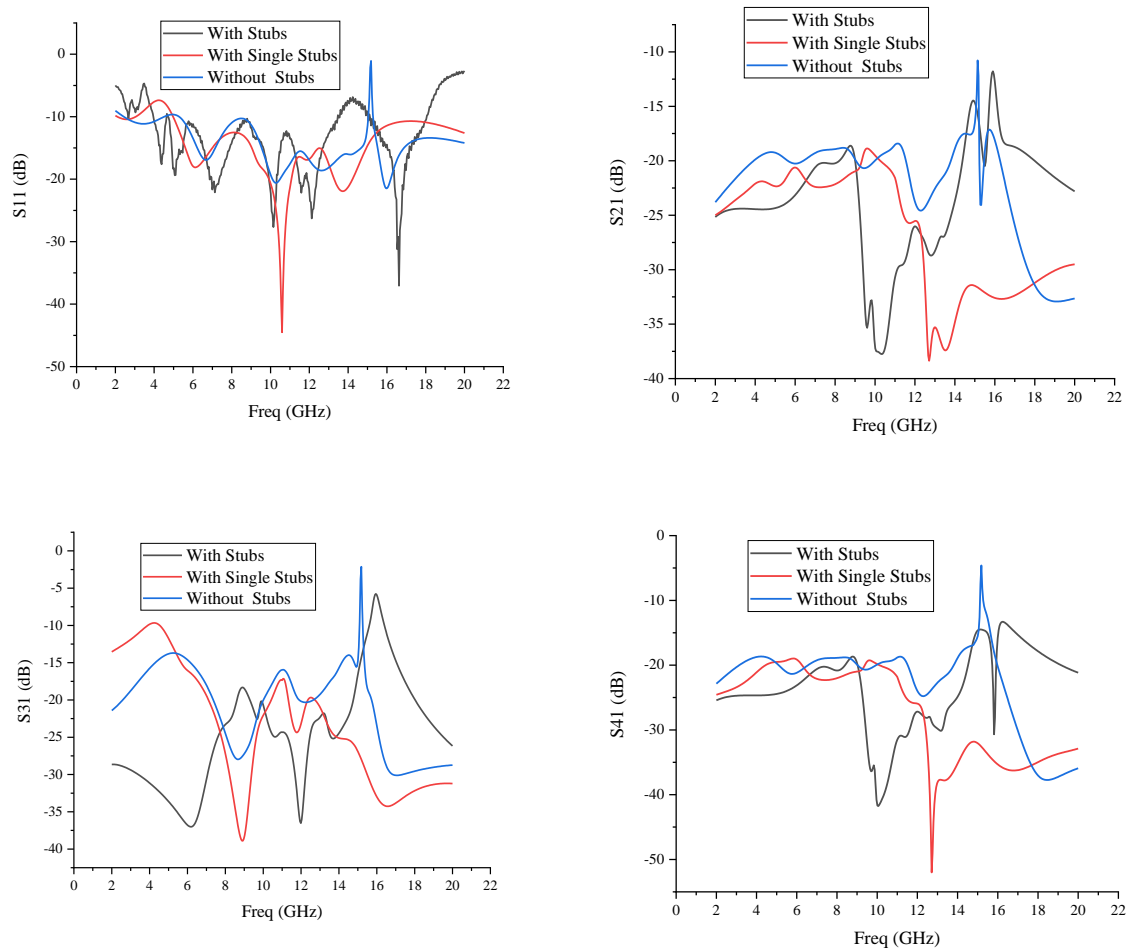 With Stubs
With Single Stubs
Without Stubs
0
-10
-20
-30
-40
-50
S11 (dB)
0 2 4 6 8 10 12 14 16 18 20 22
Freq (GHz)
With Stubs
With Single Stubs
Without Stubs
-7.5
-12.5
-15
-20
-25
-30
-35
-40
S21 (dB)
0 2 4 6 8 10 12 14 16 18 20 22
Freq (GHz)
With Stubs
With Single Stubs
Without Stubs
0
-5
-10
-15
-20
-25
-30
-35
-40
S31 (dB)
0 2 4 6 8 10 12 14 16 18 20 22
Freq (GHz)
With Stubs
With Single Stubs
Without Stubs
0
-10
-20
-30
-40
-50
S41 (dB)
0 2 4 6 8 10 12 14 16 18 20 22
Freq (GHz)